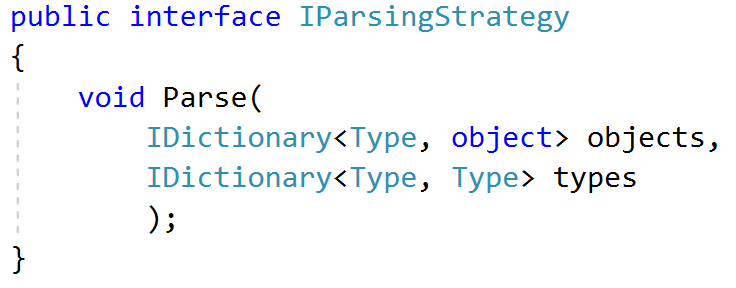 public interface IParsingStrategy
{
    void Parse(
        IDictionary<Type, object> objects,
        IDictionary<Type, Type> types
        );
}